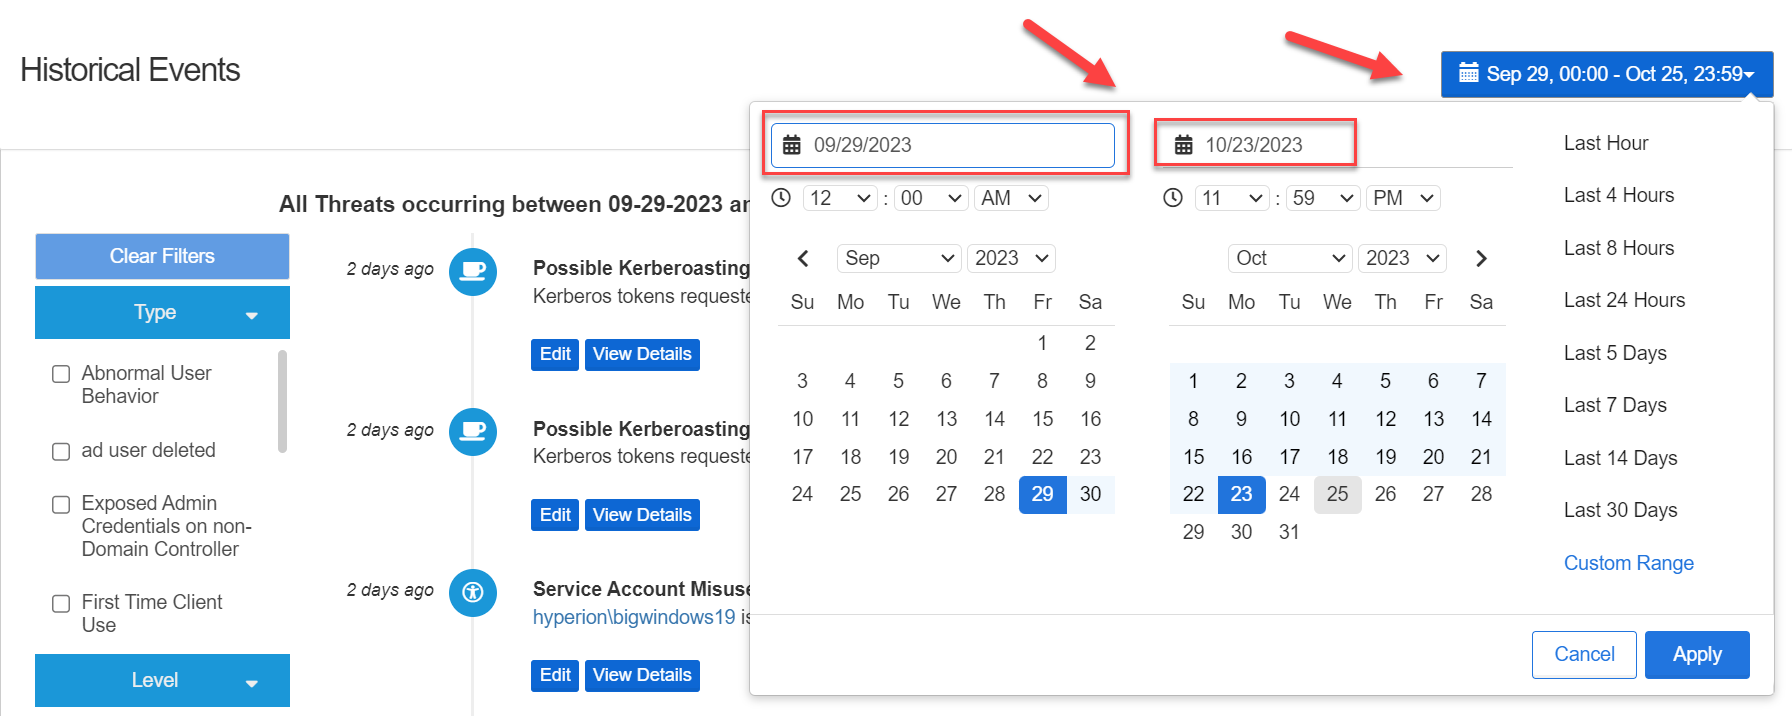 Historical Events
Sep 29, 00:00 - Oct 25, 23:59
All Threats occurring between 09-29-2023
Clear Filters
Type
Abnormal User
Behavior
ad user deleted
Exposed Admin
Credentials on non-
Domain Controller
First Time Client
Use
Level
2 days ago
Possible Kerberoasting
Kerberos tokens
Edit
View Details
2 days ago
Possible Kerberoasting
Kerberos tokens
Edit
View Details
2 days ago
Service Account
hyperion\bigwindows19
Edit
View Details
09/29/2023
12 : 00 AM
Sep 2023
Su Mo Tu We Th Fr Sa
1 2
3 4 5 6 7 8 9
10 11 12 13 14 15 16
17 18 19 20 21 22 23
24 25 26 27 28 29 30
10/23/2023
11 : 59 PM
Oct 2023
Su Mo Tu We Th Fr Sa
1 2 3 4 5 6 7
8 9 10 11 12 13 14
15 16 17 18 19 20 21
22 23 24 25 26 27 28
29 30 31
Last Hour
Last 4 Hours
Last 8 Hours
Last 24 Hours
Last 5 Days
Last 7 Days
Last 14 Days
Last 30 Days
Custom Range
Cancel
Apply